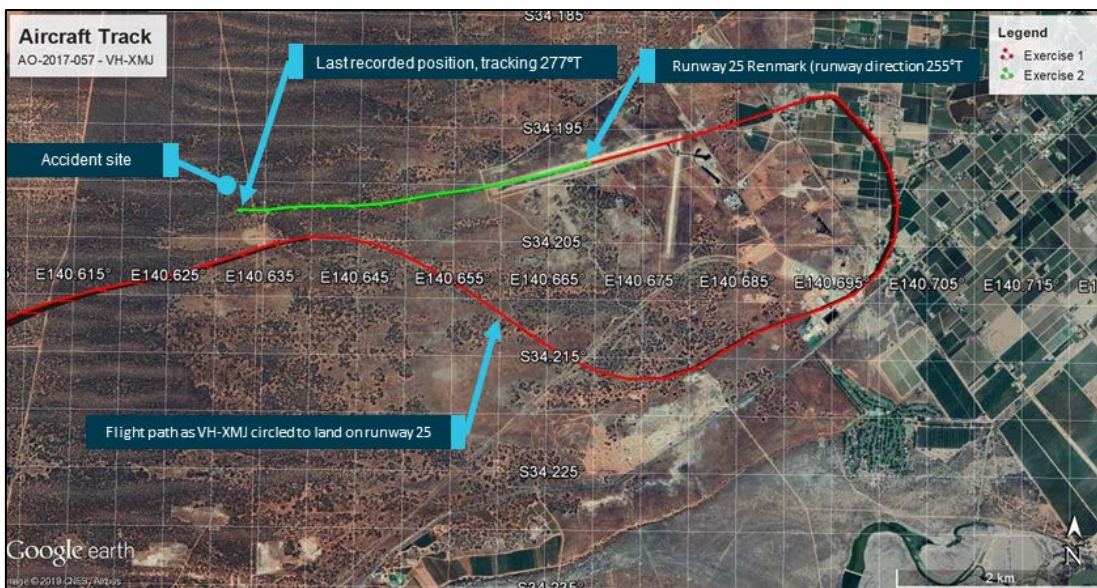 S34.185
Aircraft Track
AO-2017-057 - VH-XMJ
Last recorded position, tracking 277°T
Runway 25 Renmark (runway direction 255°T
Legend
Exercise 1
Exercise 2
S34.195
Accident site
S34.205
E140.615
E140.625
E140.635
E140.645
E140.655
E140.665
E140.675
E140.685
E140.695
E140.705
E140.715
S34.215
Flight path as VH-XMJ circled to land on runway 25
S34.225
Google earth
N
2 km
S34.235